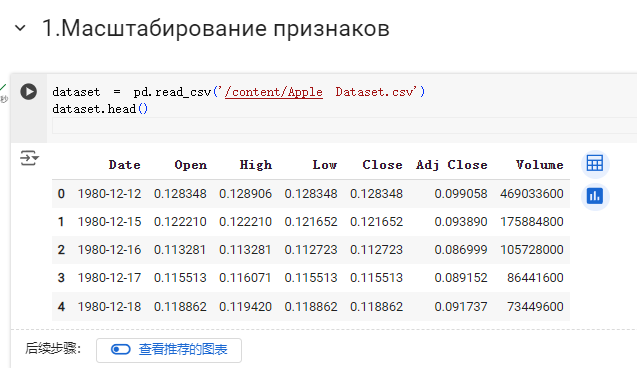 1.Масштабирование признаков
秒
dataset = pd.read_csv('/content/Apple Dataset.csv')
dataset.head()
Date Open High Low Close Adj Close Volume
0 1980-12-12 0.128348 0.128906 0.128348 0.128348 0.099058 469033600
1 1980-12-15 0.122210 0.122210 0.121652 0.121652 0.093890 175884800
2 1980-12-16 0.113281 0.113281 0.112723 0.112723 0.086999 105728000
3 1980-12-17 0.115513 0.116071 0.115513 0.115513 0.089152 86441600
4 1980-12-18 0.118862 0.119420 0.118862 0.118862 0.091737 73449600
后续步骤: 查看推荐的图表